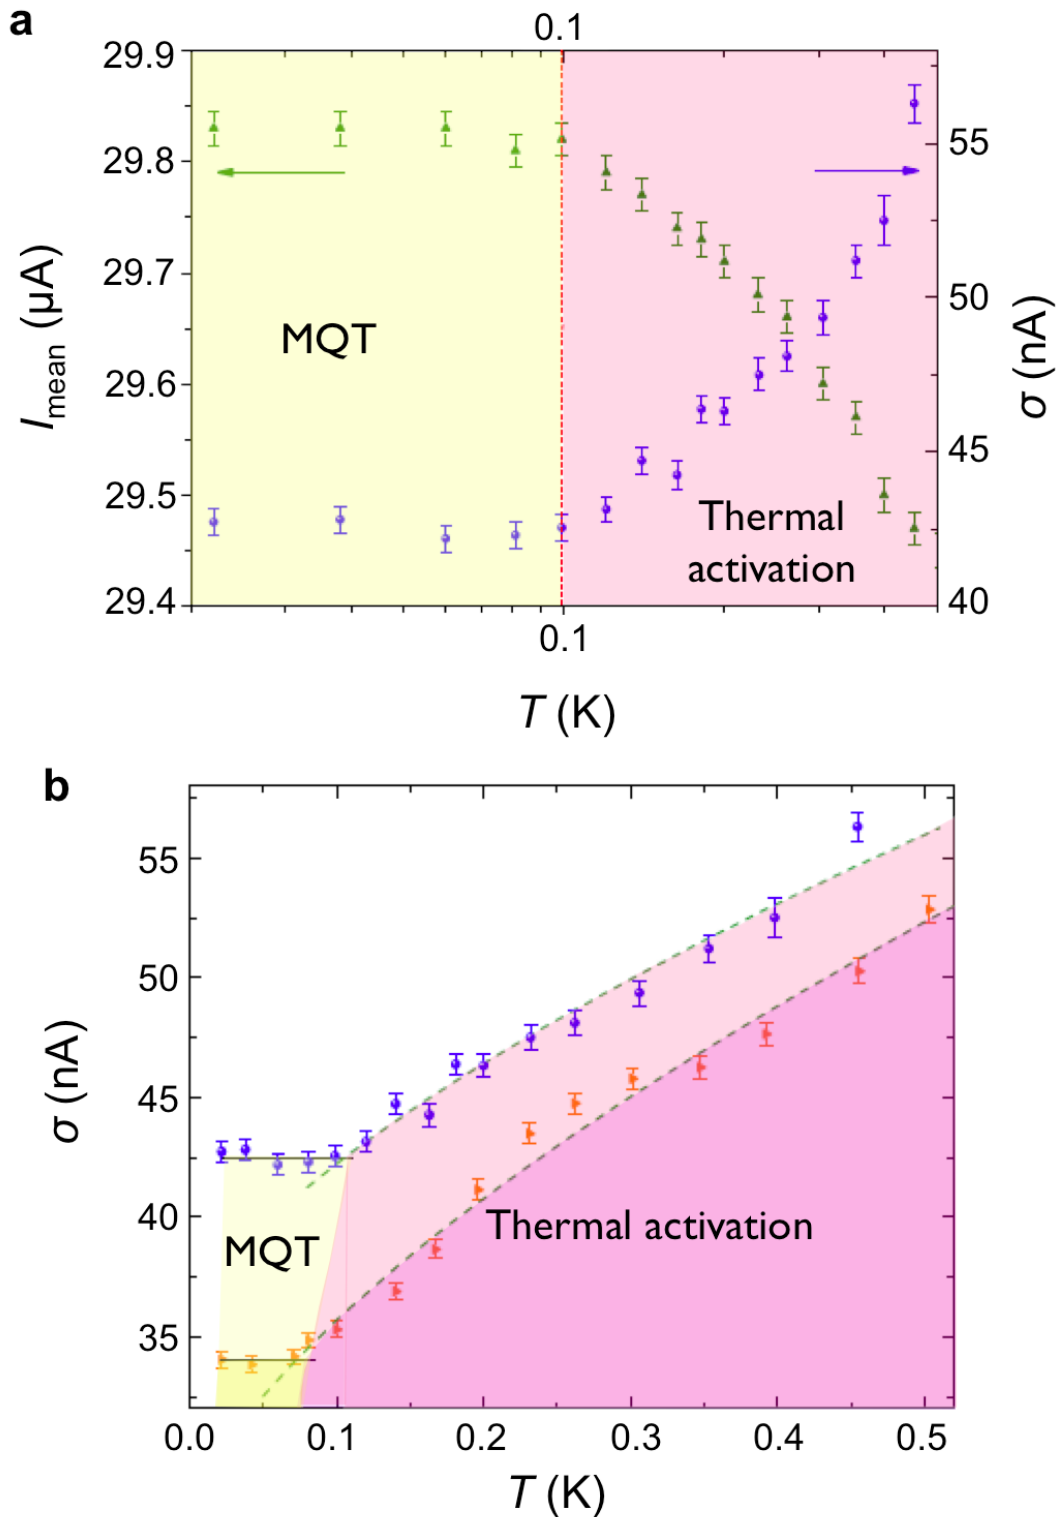 a
0.1
29.9
29.8
29.7
29.6
29.5
29.4
I mean (μA)
MQT
Thermal
activation
55
50
45
40
σ (nA)
0.1
T (K)
b
55
50
45
40
35
σ (nA)
MQT
Thermal activation
0.0 0.1 0.2 0.3 0.4 0.5
T (K)